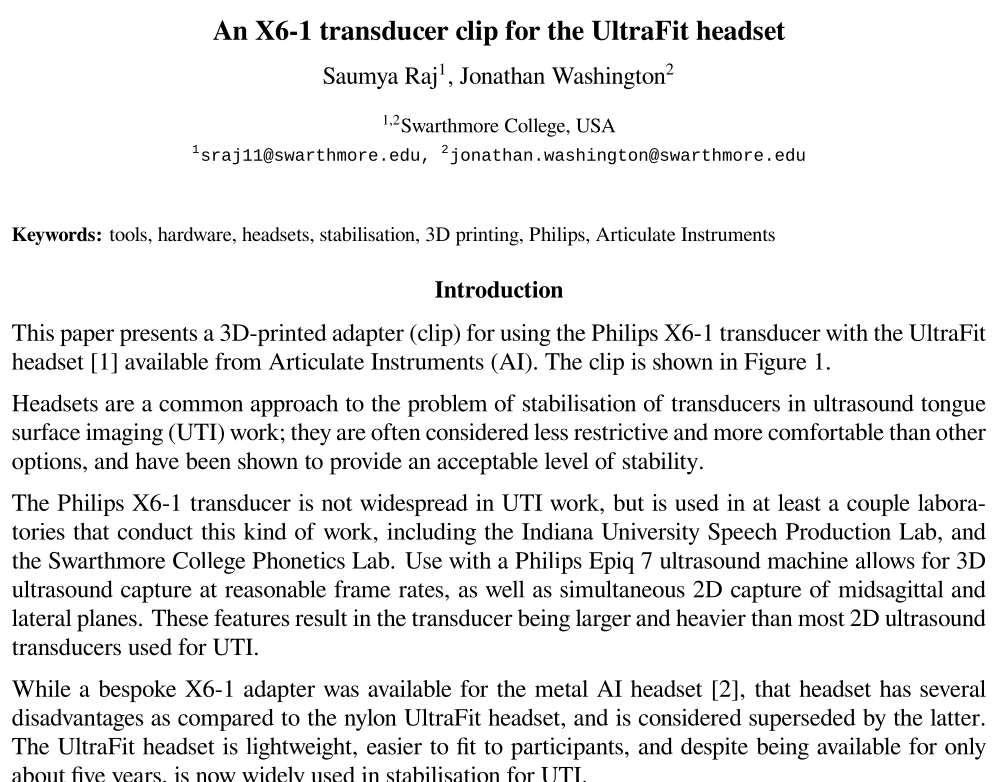 An X6-1 transducer clip for the UltraFit headset
Saumya Raj1, Jonathan Washington2
1,2Swarthmore College, USA
1sraj11@swarthmore.edu, 2jonathan.washington@swarthmore.edu
Keywords: tools, hardware, headsets, stabilisation, 3D printing, Philips, Articulate Instruments
Introduction
This paper presents a 3D-printed adapter (clip) for using the Philips X6-1 transducer with the UltraFit
headset [1] available from Articulate Instruments (AI). The clip is shown in Figure 1.
Headsets are a common approach to the problem of stabilisation of transducers in ultrasound tongue
surface imaging (UTI) work; they are often considered less restrictive and more comfortable than other
options, and have been shown to provide an acceptable level of stability.
The Philips X6-1 transducer is not widespread in UTI work, but is used in at least a couple labora-
tories that conduct this kind of work, including the Indiana University Speech Production Lab, and
the Swarthmore College Phonetics Lab. Use with a Philips Epiq 7 ultrasound machine allows for 3D
ultrasound capture at reasonable frame rates, as well as simultaneous 2D capture of midsagittal and
lateral planes. These features result in the transducer being larger and heavier than most 2D ultrasound
transducers used for UTI.
While a bespoke X6-1 adapter was available for the metal AI headset [2], that headset has several
disadvantages as compared to the nylon UltraFit headset, and is considered superseded by the latter.
The UltraFit headset is lightweight, easier to fit to participants, and despite being available for only
about five years, is now widely used in stabilisation for UTI.